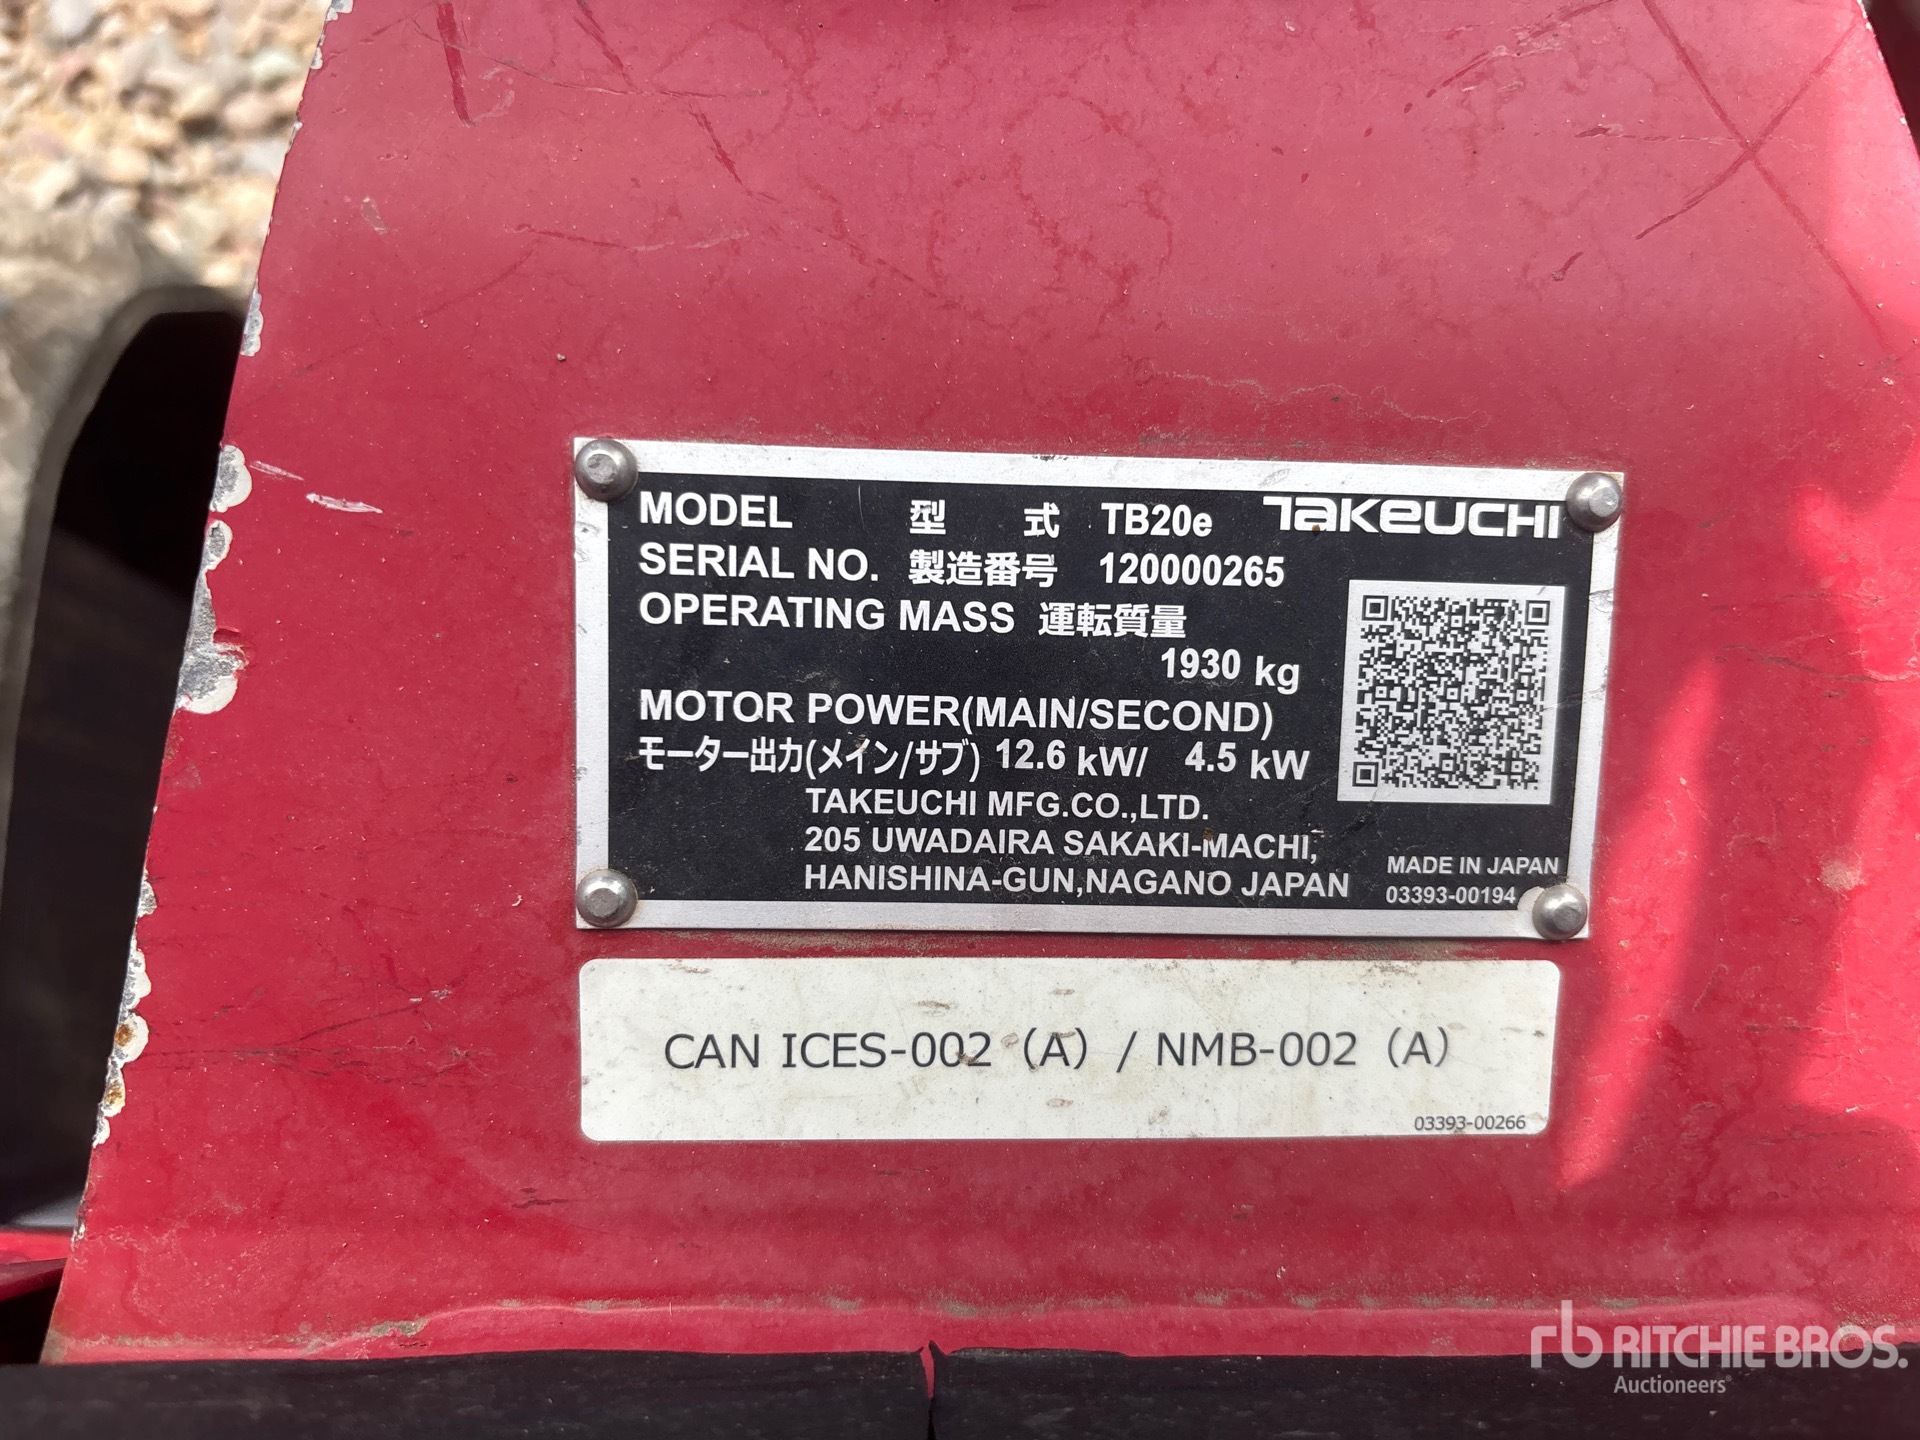 MODEL 型 式 TB20e TAKEUCHI
SERIAL NO. 製造番号 120000265
OPERATING MASS 運転質量
1930 kg
MOTOR POWER(MAIN/SECOND)
モーター出力(メイン/サブ) 12.6 kW/ 4.5 kW
TAKEUCHI MFG.CO.,LTD.
205 UWADAIRA SAKAKI-MACHI,
HANISHINA-GUN,NAGANO JAPAN
MADE IN JAPAN
03393-00194
CAN ICES-002 (A) / NMB-002 (A)
03393-00266
rb RITCHIE BROS.
Auctioneers